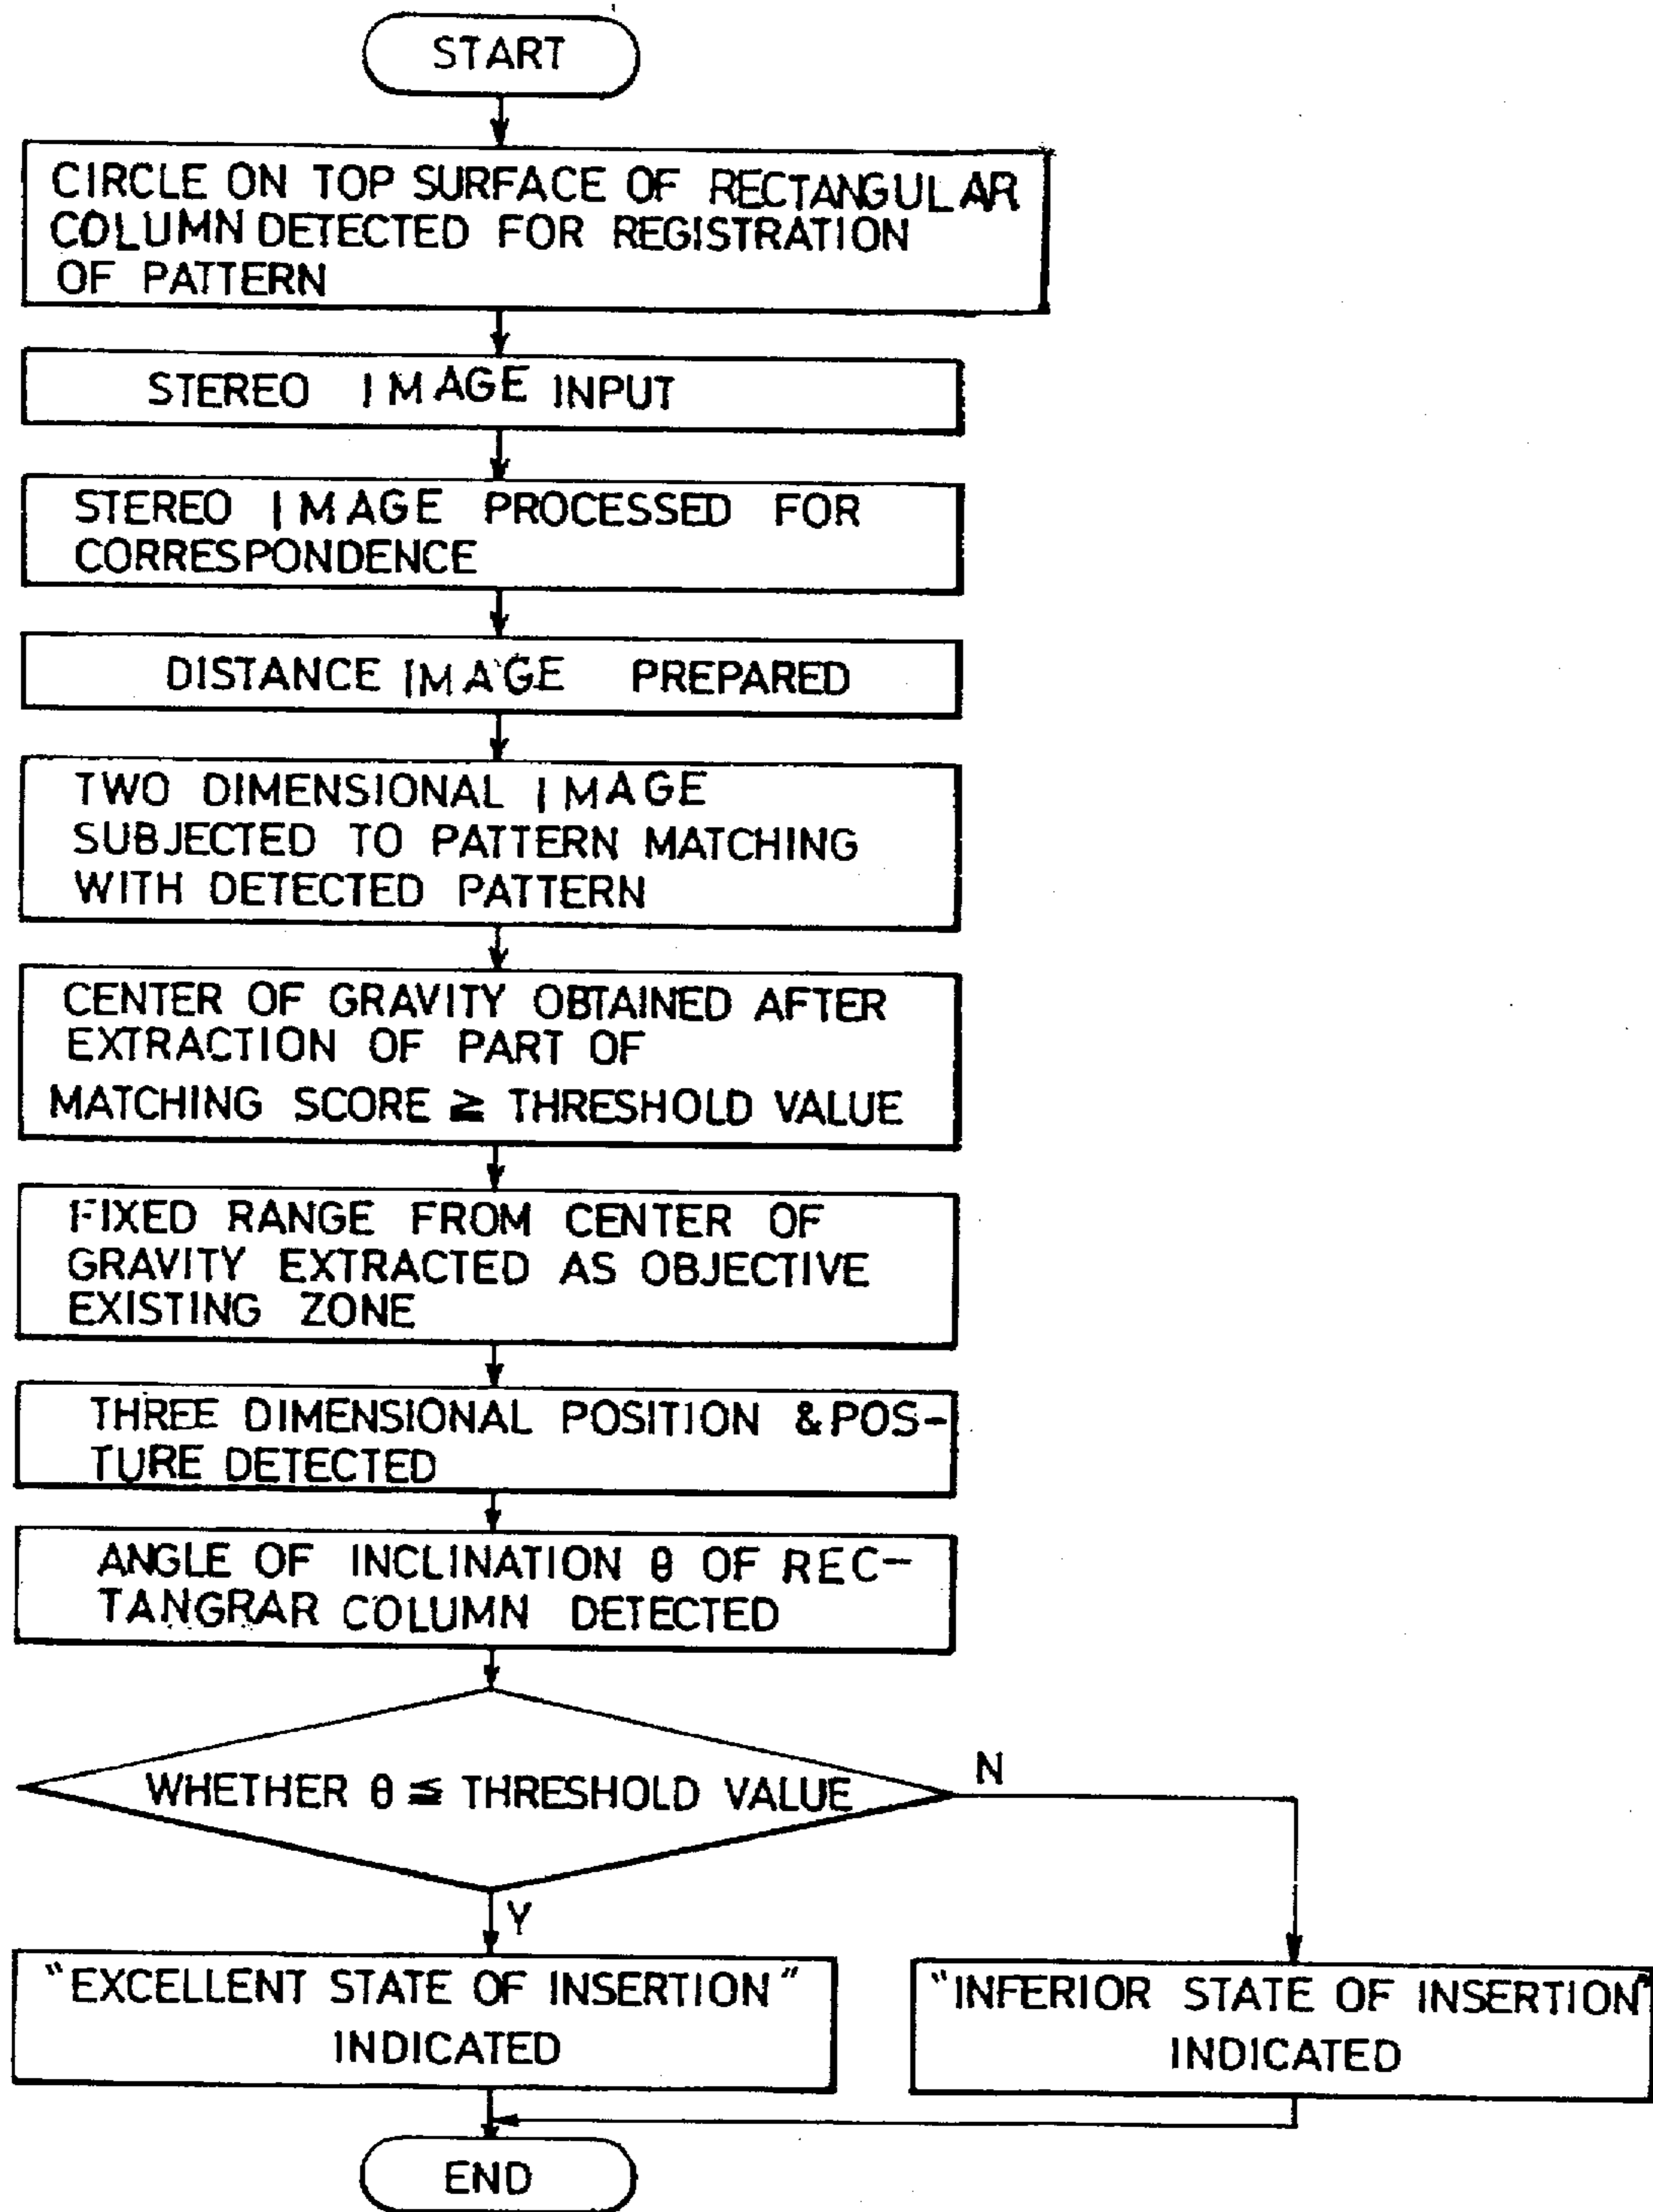 START
CIRCLE ON TOP SURFACE OF RECTANGULAR
COLUMN DETECTED FOR REGISTRATION
OF PATTERN
STEREO IMAGE INPUT
STEREO IMAGE PROCESSED FOR
CORRESPONDENCE
DISTANCE IMAGE PREPARED
TWO DIMENSIONAL IMAGE
SUBJECTED TO PATTERN MATCHING
WITH DETECTED PATTERN
CENTER OF GRAVITY OBTAINED AFTER
EXTRACTION OF PART OF
MATCHING SCORE ≧ THRESHOLD VALUE
FIXED RANGE FROM CENTER OF
GRAVITY EXTRACTED AS OBJECTIVE
EXISTING ZONE
THREE DIMENSIONAL POSITION & POS-
TURE DETECTED
ANGLE OF INCLINATION θ OF REC-
TANGRAR COLUMN DETECTED
WHETHER θ ≦ THRESHOLD VALUE
N
Y
"EXCELLENT STATE OF INSERTION"
INDICATED
"INFERIOR STATE OF INSERTION"
INDICATED
END